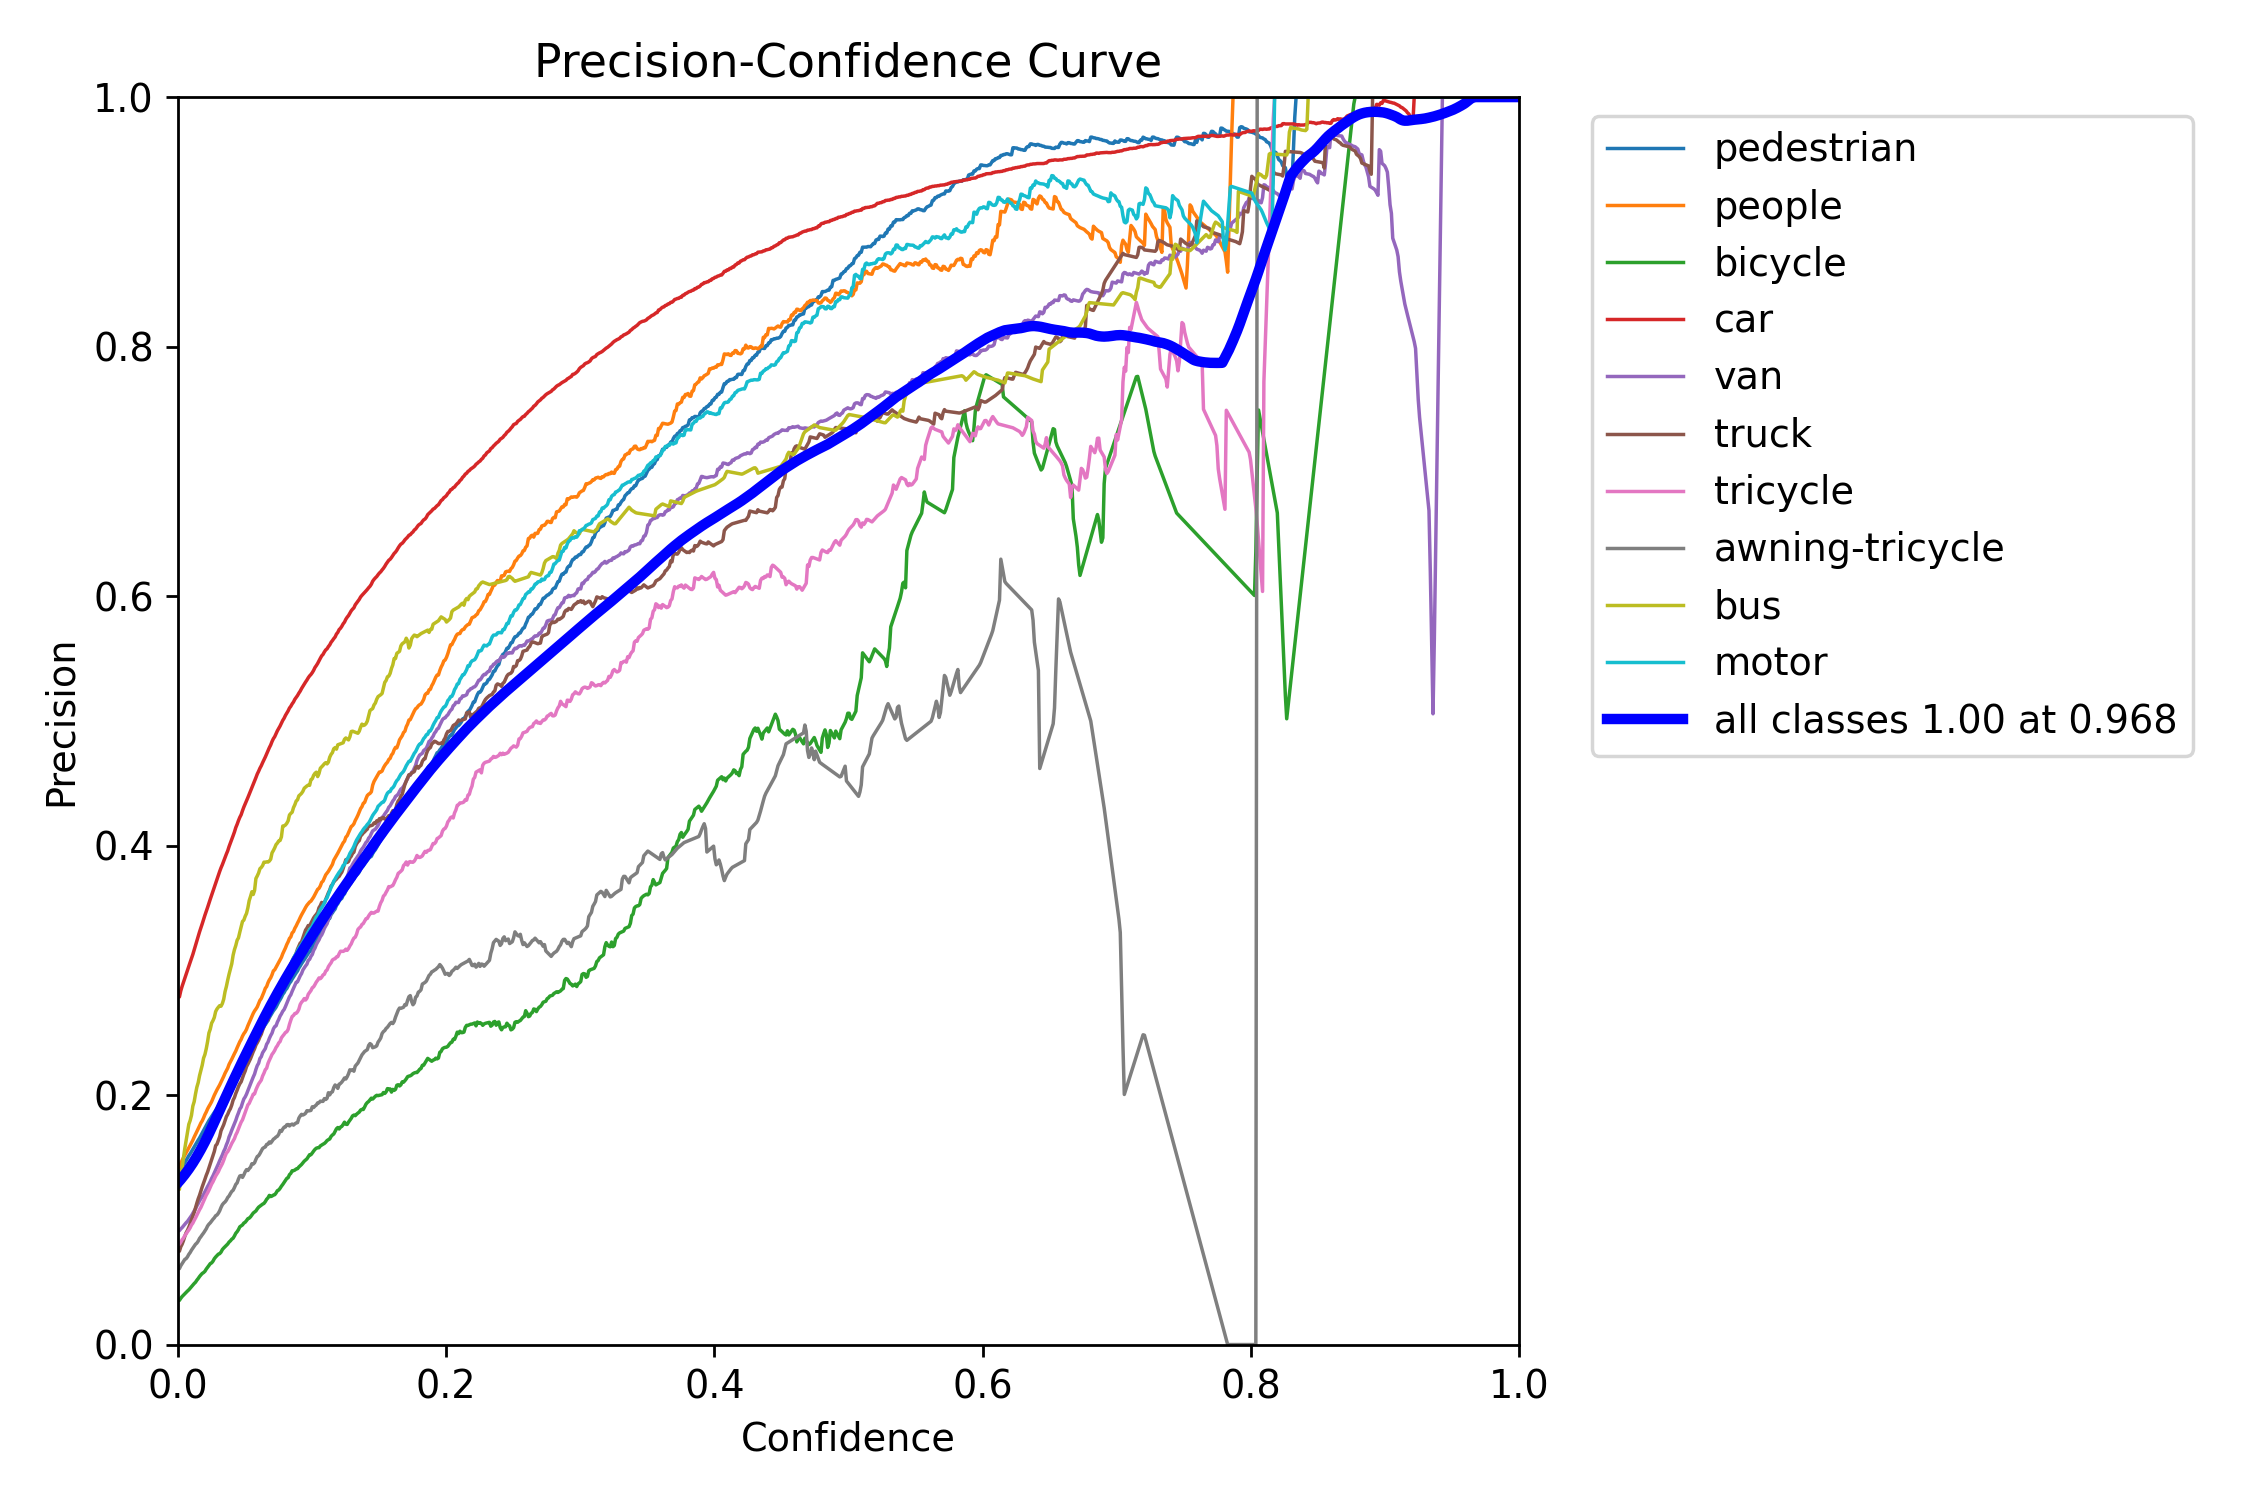 Precision-Confidence Curve
1.0
0.8
0.6
0.4
0.2
0.0
Precision
0.0 0.2 0.4 0.6 0.8 1.0
Confidence
pedestrian
people
bicycle
car
van
truck
tricycle
awning-tricycle
bus
motor
all classes 1.00 at 0.968